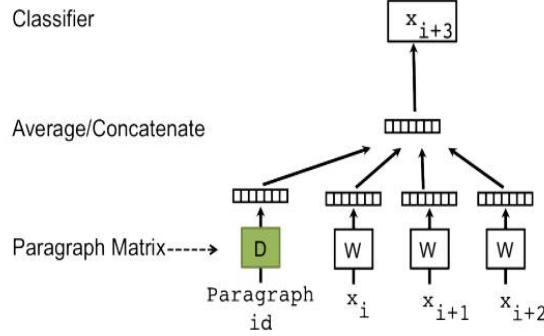 Classifier
x_{i+3}
Average/Concatenate
Paragraph Matrix
D
W
W
W
Paragraph
id
x_i
x_{i+1}
x_{i+2}